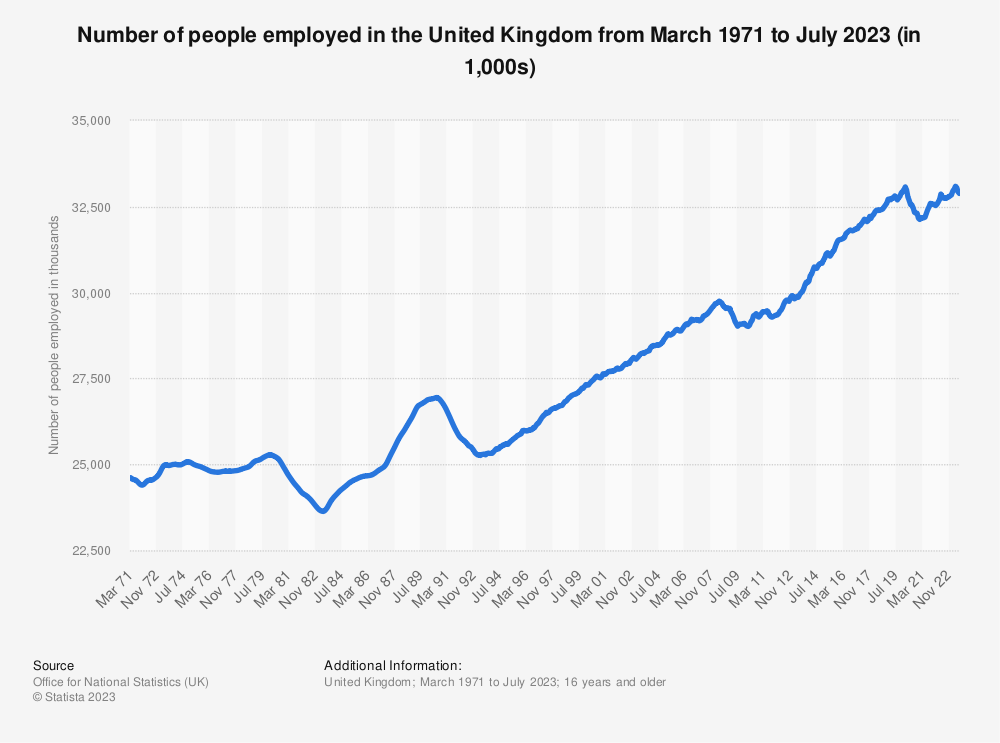 Number of people employed in the United Kingdom from March 1971 to July 2023 (in
1,000s)
Number of people employed in thousands
35,000
32,500
30,000
27,500
25,000
22,500
Mar 71
Nov 72
Jul 74
Mar 76
Nov 77
Jul 79
Mar 81
Nov 82
Jul 84
Mar 86
Nov 87
Jul 89
Mar 91
Nov 92
Jul 94
Mar 96
Nov 97
Jul 99
Mar 01
Nov 02
Jul 04
Mar 06
Nov 07
Jul 09
Mar 11
Nov 12
Jul 14
Mar 16
Nov 17
Jul 19
Mar 21
Nov 22
Source
Office for National Statistics (UK)
© Statista 2023
Additional Information:
United Kingdom; March 1971 to July 2023; 16 years and older